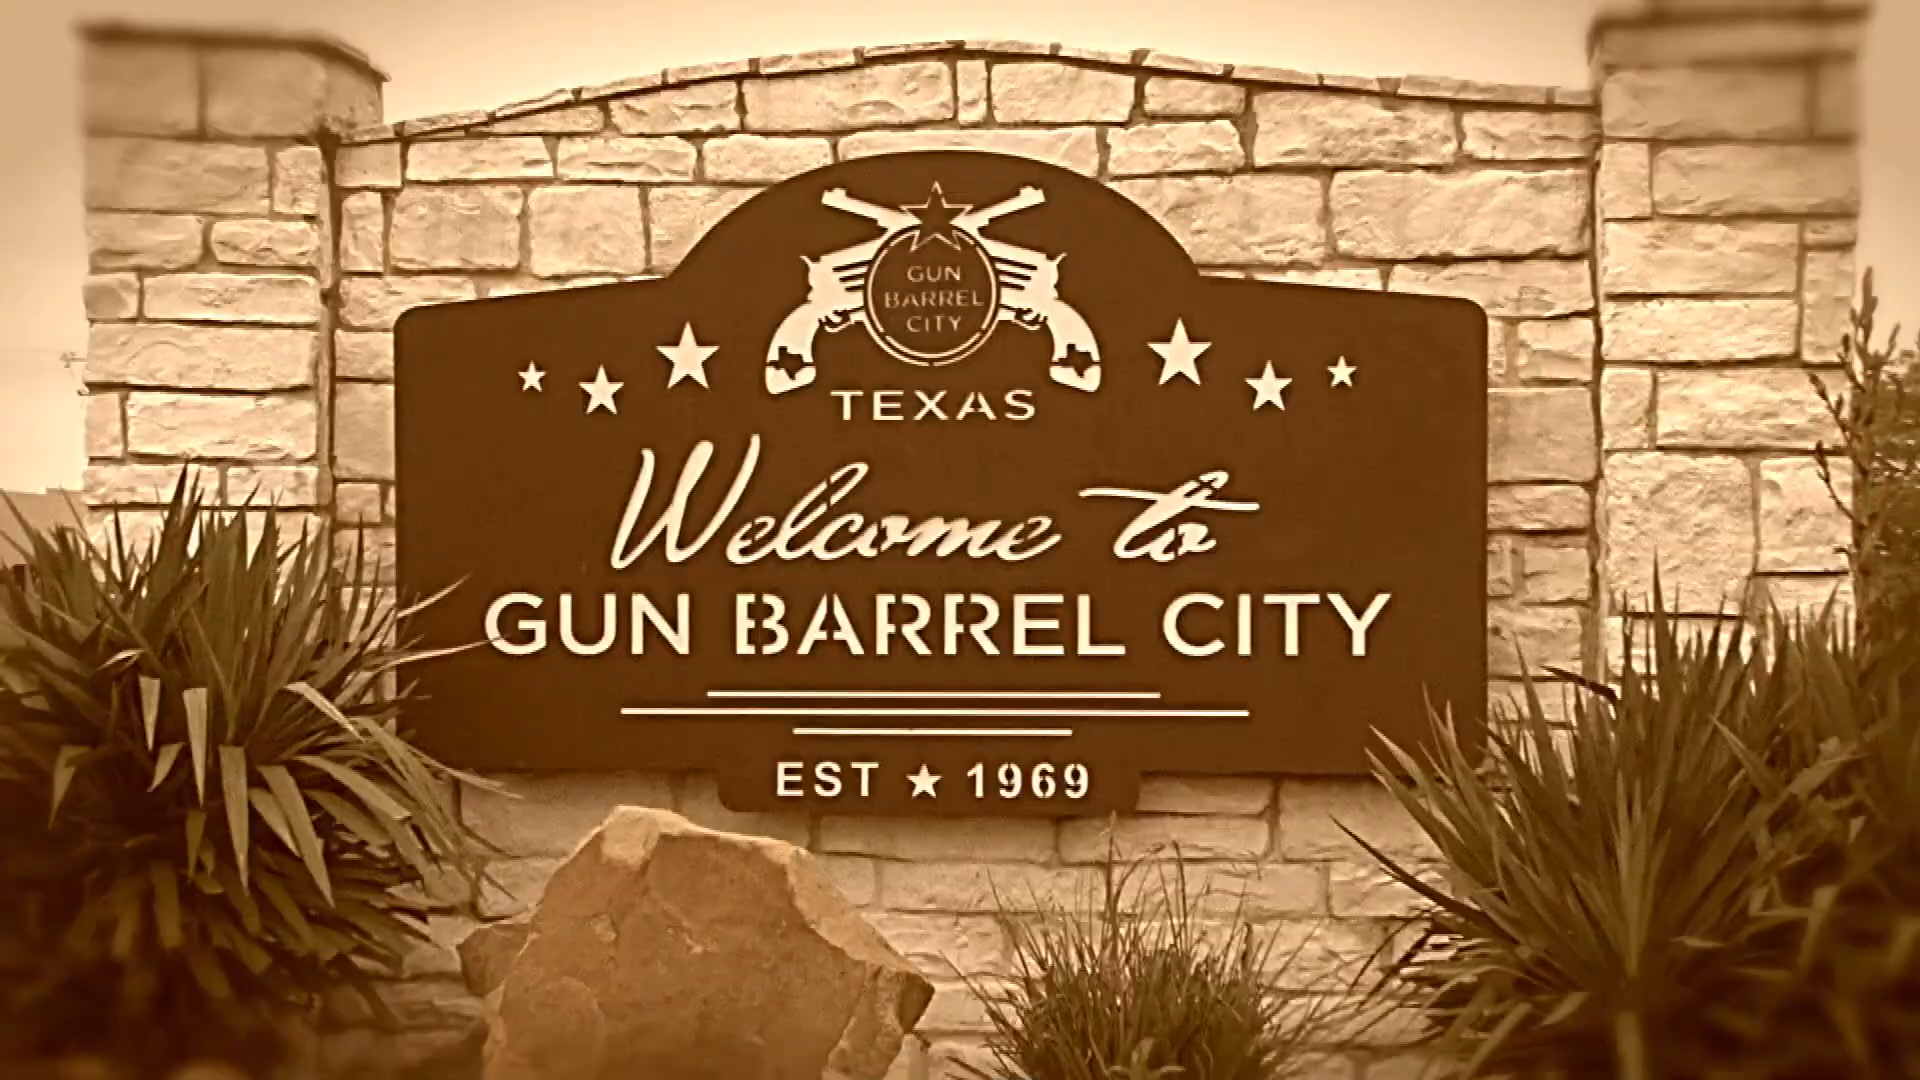 GUN
BARREL
CITY
TEXAS
Welcome to
GUN BARREL CITY
EST ★ 1969